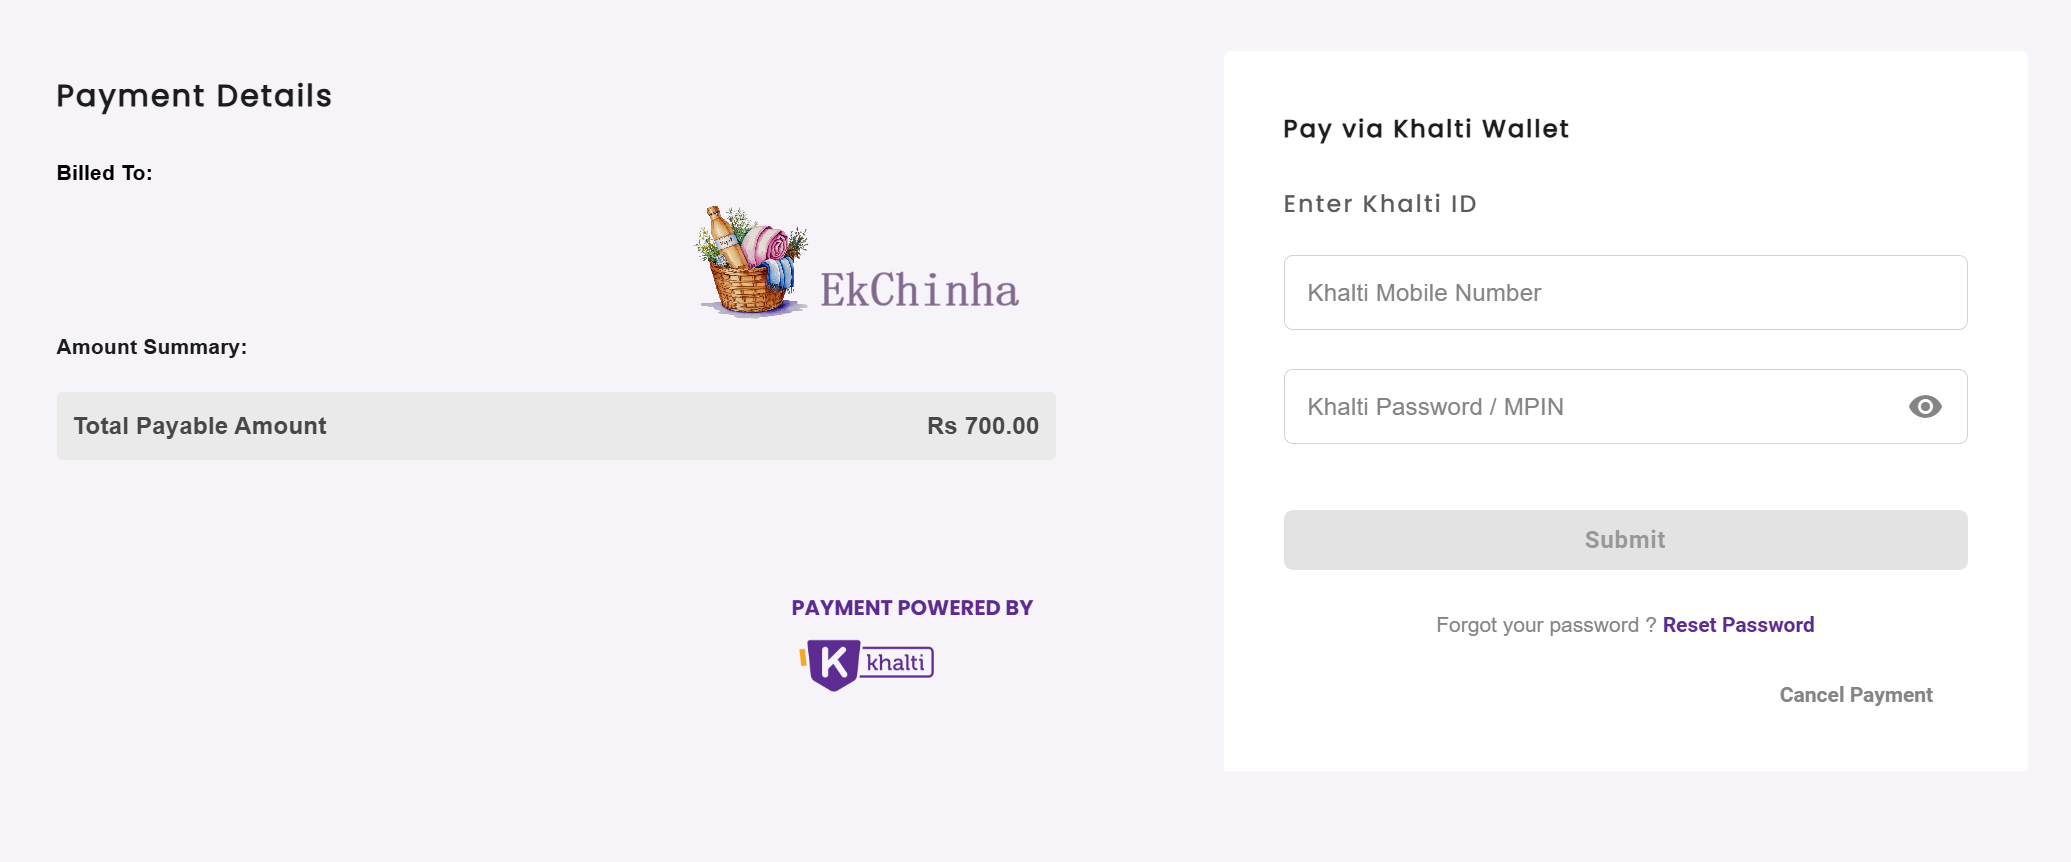 Payment Details
Billed To:
EkChinha
Amount Summary:
Total Payable Amount Rs 700.00
PAYMENT POWERED BY
K khalti
Pay via Khalti Wallet
Enter Khalti ID
Khalti Mobile Number
Khalti Password / MPIN
Submit
Forgot your password ? Reset Password
Cancel Payment